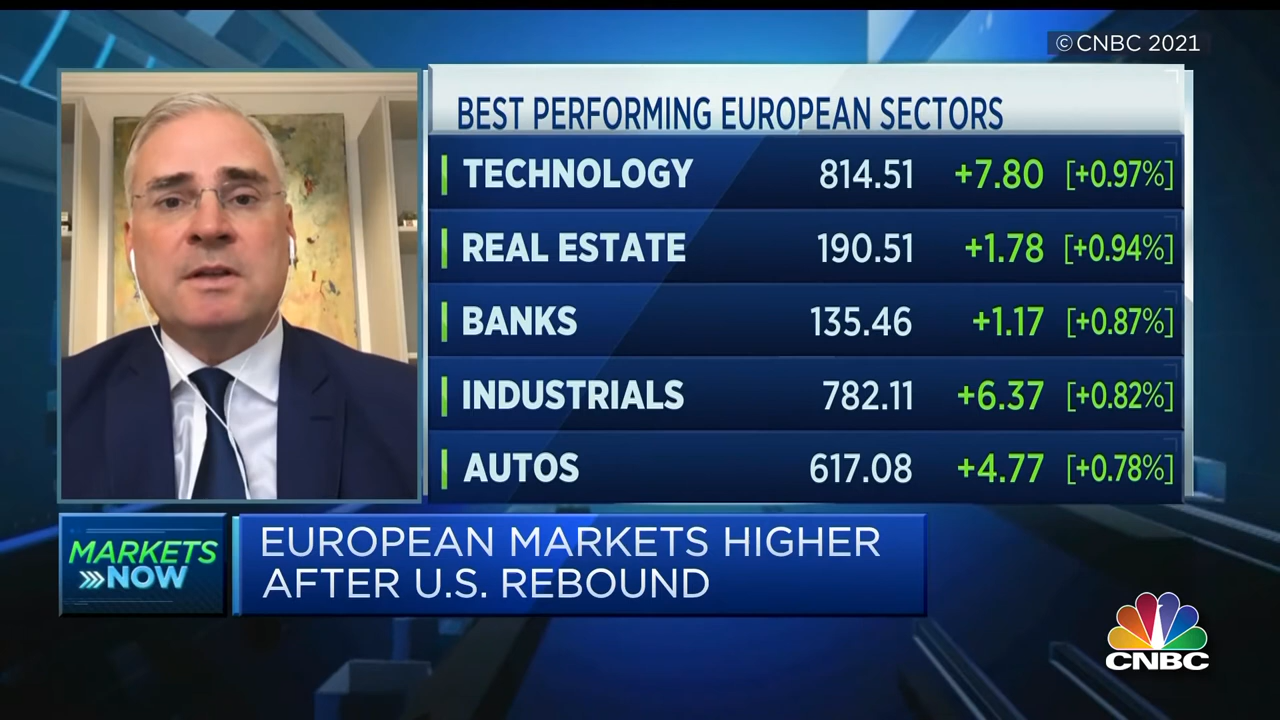 © CNBC 2021
BEST PERFORMING EUROPEAN SECTORS
TECHNOLOGY 814.51 +7.80 [+0.97%]
REAL ESTATE 190.51 +1.78 [+0.94%]
BANKS 135.46 +1.17 [+0.87%]
INDUSTRIALS 782.11 +6.37 [+0.82%]
AUTOS 617.08 +4.77 [+0.78%]
MARKETS
NOW
EUROPEAN MARKETS HIGHER
AFTER U.S. REBOUND
CNBC